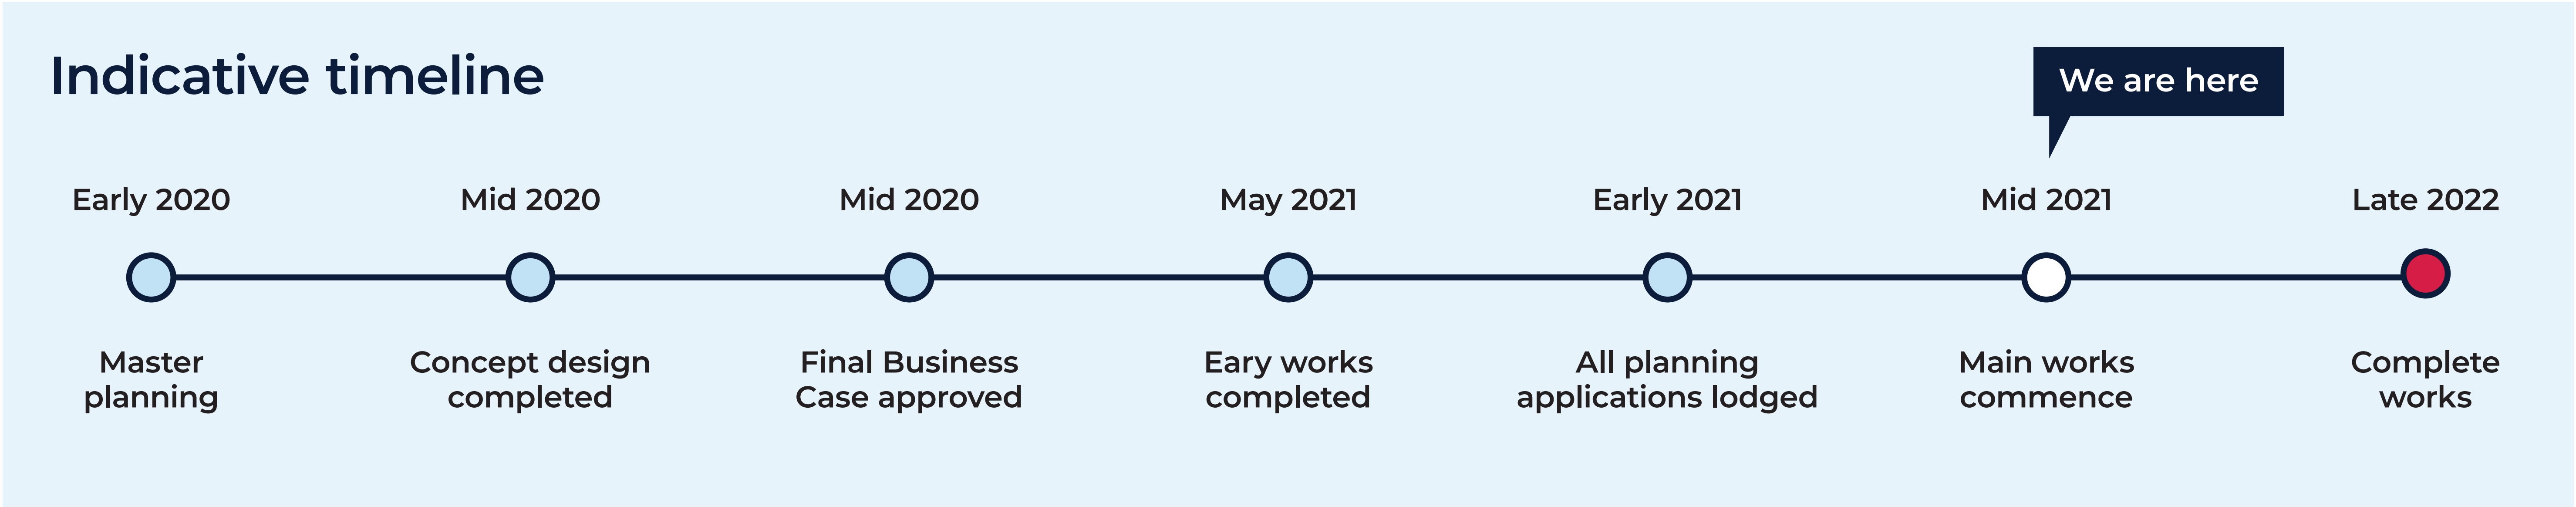 Indicative timeline
We are here
Early 2020
Mid 2020
Mid 2020
May 2021
Early 2021
Mid 2021
Late 2022
Master
planning
Concept design
completed
Final Business
Case approved
Eary works
completed
All planning
applications lodged
Main works
commence
Complete
works